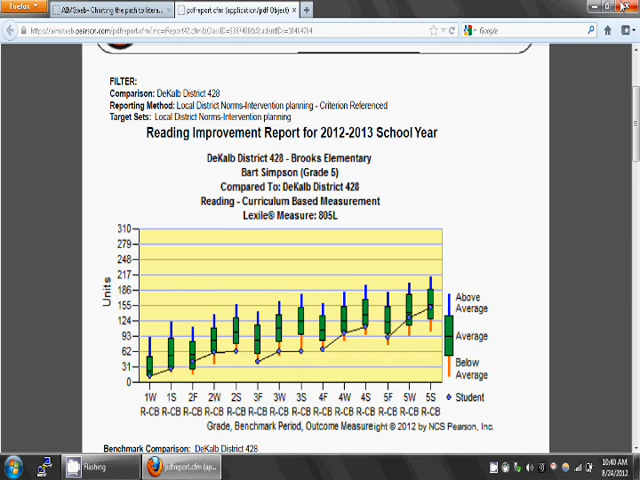 Firefox
AIMSweb - Charting the path to literac...
pdfreport.cfm (application/pdf Object)
Google
FILTER:
Comparison: DeKalb District 428
Reporting Method: Local District Norms-Intervention planning - Criterion Referenced
Target Sets: Local District Norms-Intervention planning
Reading Improvement Report for 2012-2013 School Year
DeKalb District 428 - Brooks Elementary
Bart Simpson (Grade 5)
Compared To: DeKalb District 428
Reading - Curriculum Based Measurement
Lexile® Measure: 805L
Units
310
279
248
217
186
155
124
93
62
31
0
Above Average
Average
Below Average
Student
1W 1S 2F 2W 2S 3F 3W 3S 4F 4W 4S 5F 5W 5S
R-CB R-CB R-CB R-CB R-CB R-CB R-CB R-CB R-CB R-CB R-CB R-CB R-CB R-CB
Grade, Benchmark Period, Outcome Measureight © 2012 by NCS Pearson, Inc.
Benchmark Comparison: DeKalb District 428
Flashing
pdfreport.cfm (ap...
10:40 AM
8/24/2012